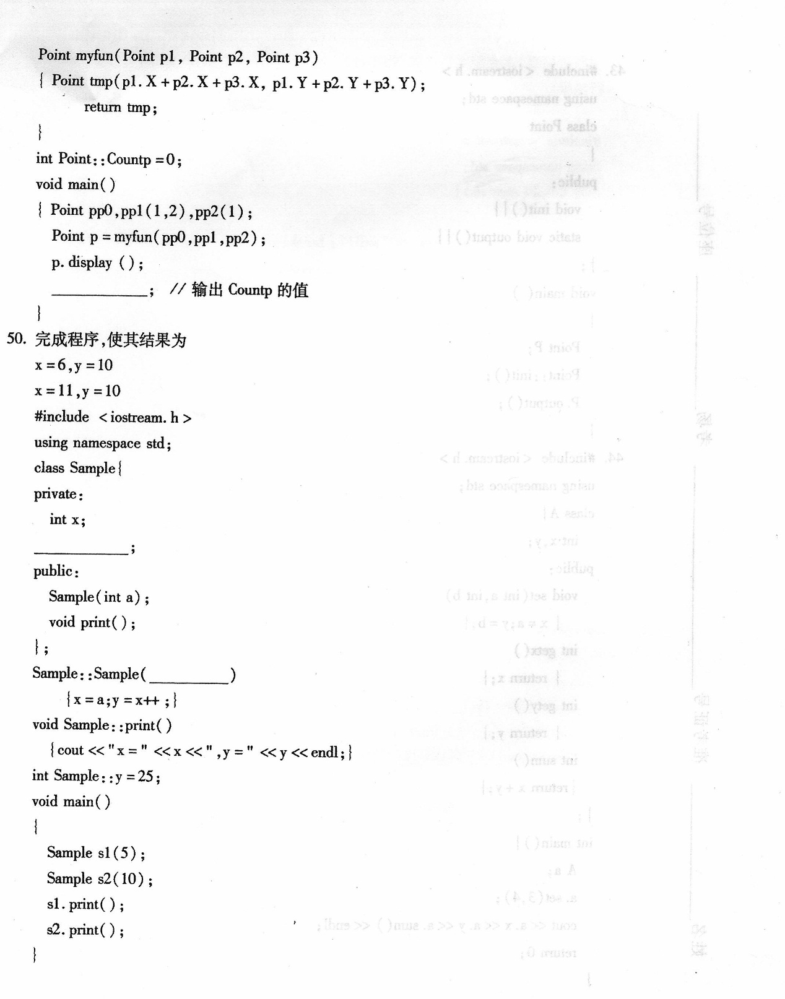 Point myfun(Point p1, Point p2, Point p3)
{ Point tmp(p1.X+p2.X+p3.X, p1.Y+p2.Y+p3.Y);
return tmp;
}
int Point::Countp=0;
void main()
{ Point pp0,pp1(1,2),pp2(1);
Point p=myfun(pp0,pp1,pp2);
p.display ();
____________; // 输出 Countp 的值
}
50. 完成程序,使其结果为
x=6,y=10
x=11,y=10
#include <iostream.h>
using namespace std;
class Sample{
private:
int x;
____________;
public:
Sample(int a);
void print();
};
Sample::Sample(__________)
{x=a;y=x++;}
void Sample::print()
{cout<<"x="<<x<<",y="<<y<<endl;}
int Sample::y=25;
void main()
{
Sample s1(5);
Sample s2(10);
s1.print();
s2.print();
}